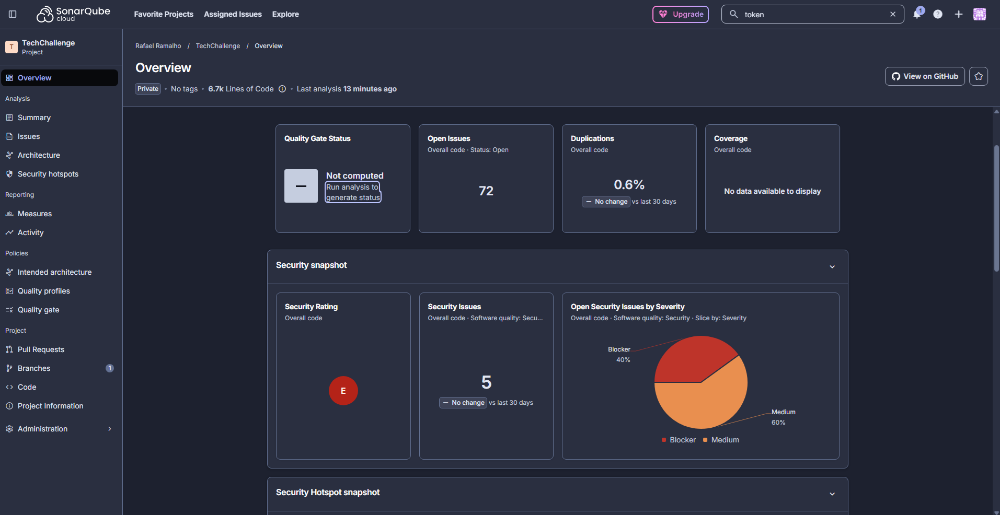 SonarQube
cloud
Favorite Projects
Assigned Issues
Explore
Upgrade
token
1
?
T
TechChallenge
Project
Overview
Analysis
Summary
Issues
Architecture
Security hotspots
Reporting
Measures
Activity
Policies
Intended architecture
Quality profiles
Quality gate
Project
Pull Requests
Branches
1
Code
Project Information
Administration
Rafael Ramalho / TechChallenge / Overview
Overview
Private • No tags • 6.7k Lines of Code • Last analysis 13 minutes ago
View on GitHub
Quality Gate Status
Not computed
Run analysis to
generate status
Open Issues
Overall code · Status: Open
72
Duplications
Overall code
0.6%
No change vs last 30 days
Coverage
Overall code
No data available to display
Security snapshot
Security Rating
Overall code
E
Security Issues
Overall code · Software quality: Secu...
5
No change vs last 30 days
Open Security Issues by Severity
Overall code · Software quality: Security · Slice by: Severity
Blocker
40%
Medium
60%
Blocker
Medium
Security Hotspot snapshot